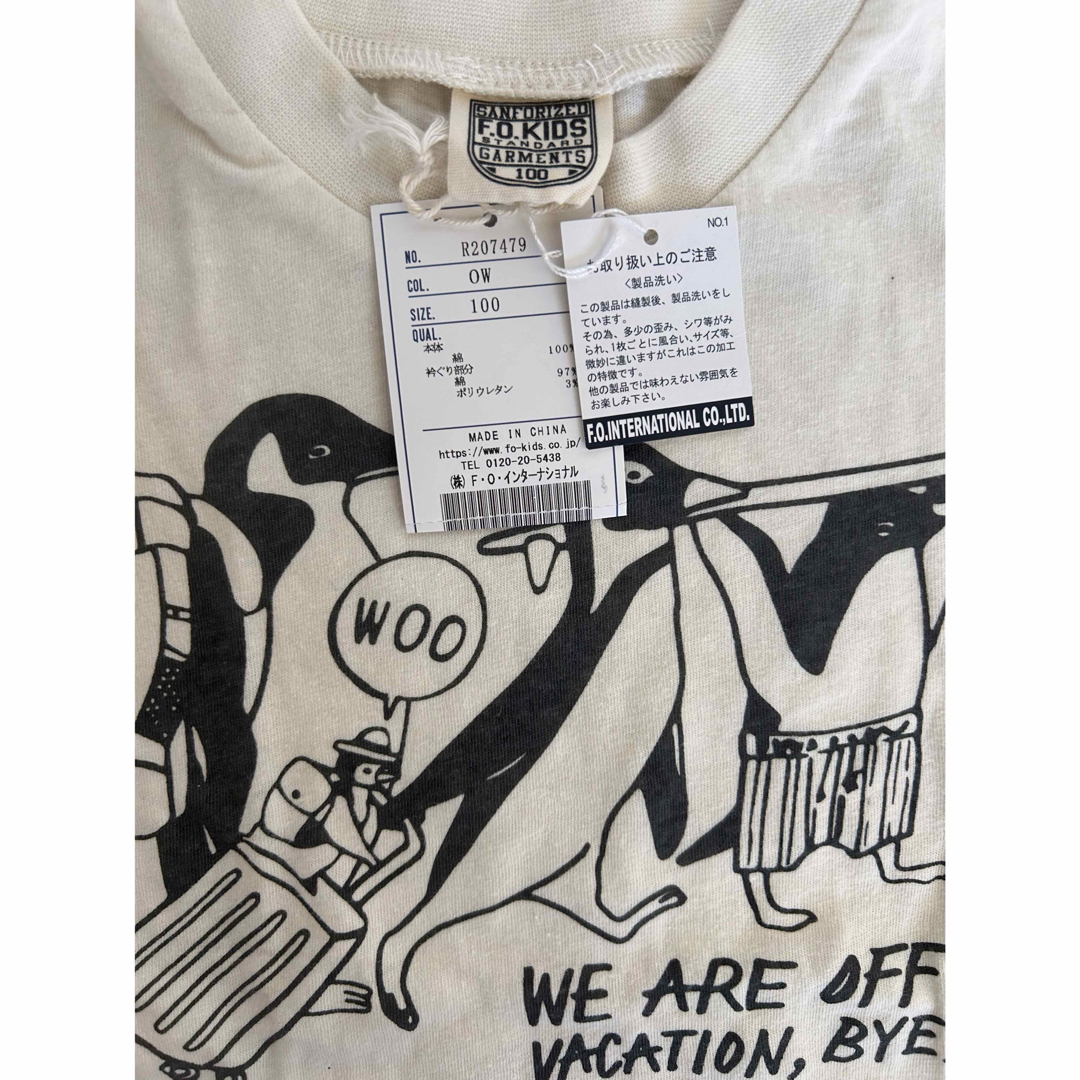 SANFORIZED
F.O.KIDS
STANDARD
GARMENTS
100
NO. R207479
COL. OW
SIZE. 100
QUAL.
本体
綿 100%
衿ぐり部分
綿 97%
ポリウレタン 3%
MADE IN CHINA
https://www.fo-kids.co.jp/
TEL 0120-20-5438
(株) F・O・インターナショナル
NO.1
お取り扱い上のご注意
〈製品洗い〉
この製品は縫製後、製品洗いをし
ています。
その為、多少の歪み、シワ等がみ
られ、1枚ごとに風合い、サイズ等、
微妙に違いますがこれはこの加工
の特徴です。
他の製品では味わえない雰囲気を
お楽しみ下さい。
F.O.INTERNATIONAL CO.,LTD.
WOO
WE ARE OFF
VACATION, BYE